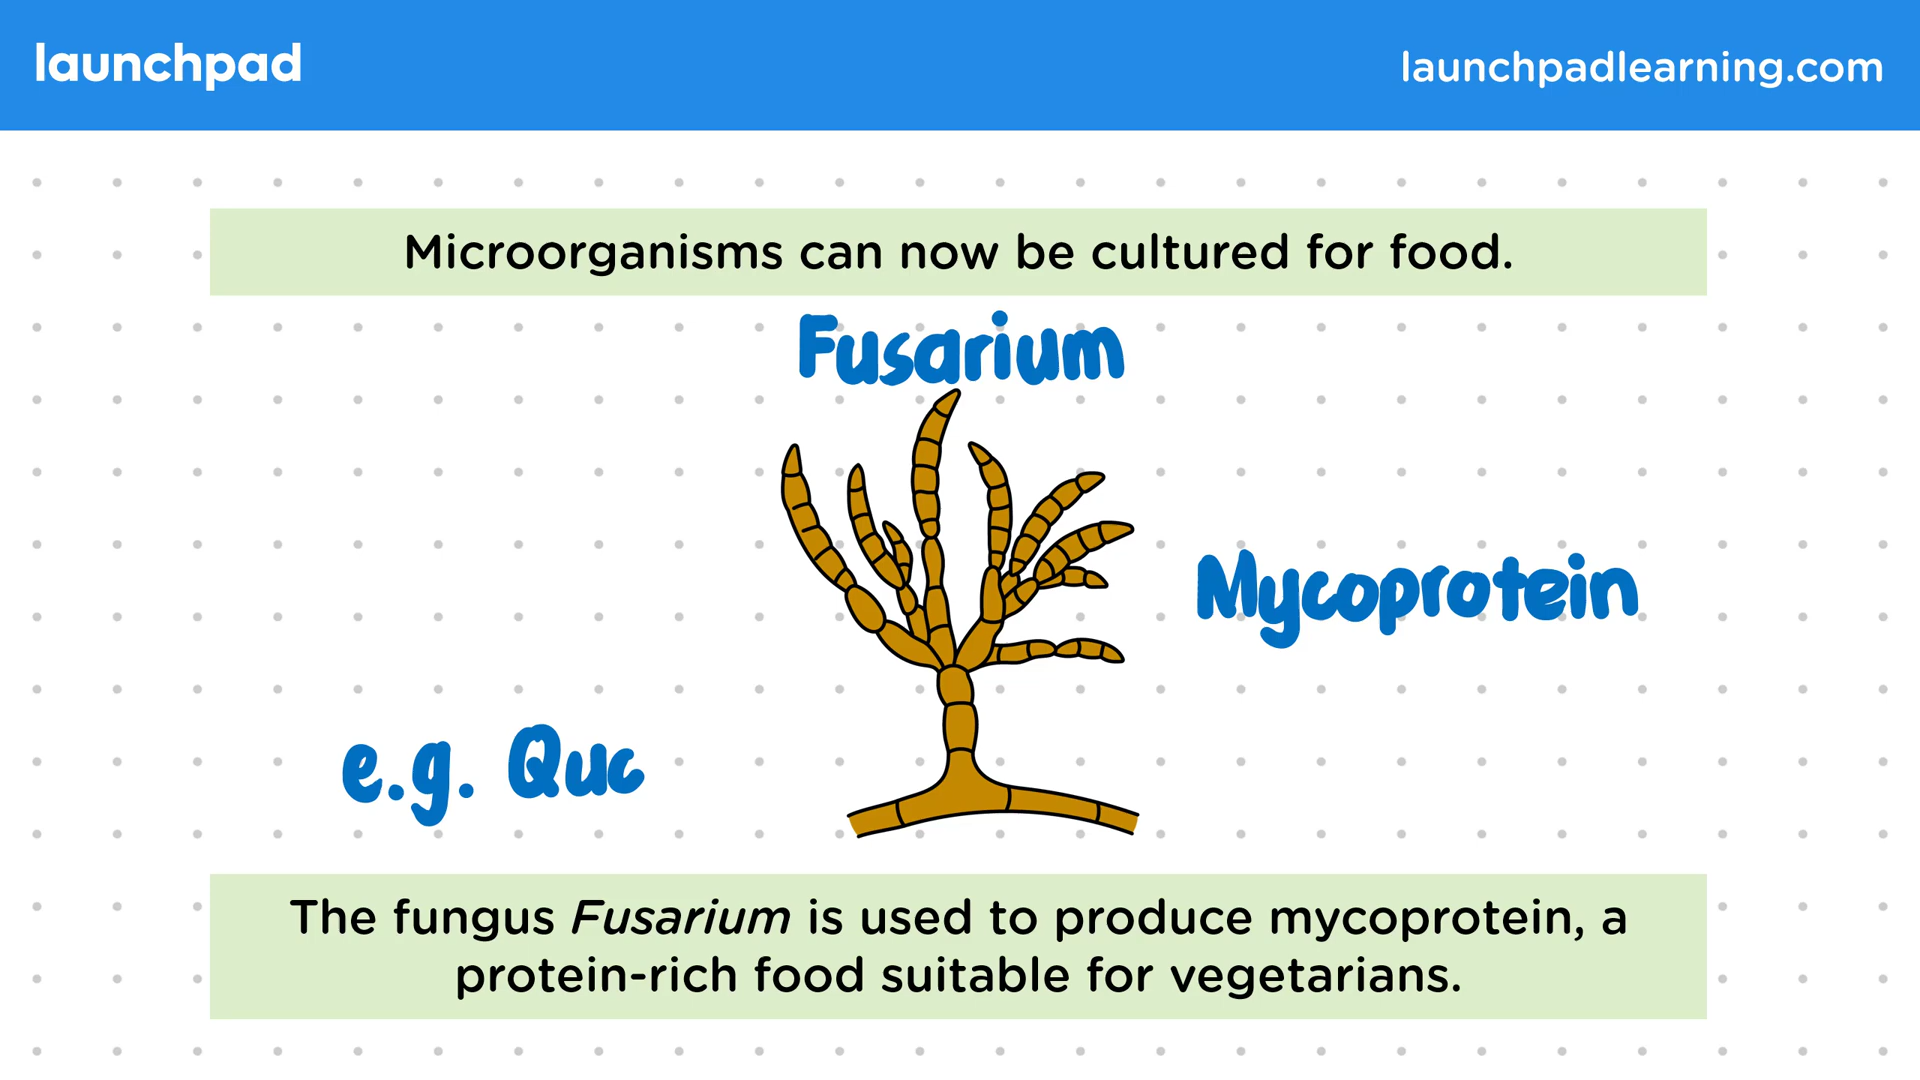 launchpad
launchpadlearning.com
Microorganisms can now be cultured for food.
Fusarium
Mycoprotein
e.g. Quc
The fungus Fusarium is used to produce mycoprotein, a
protein-rich food suitable for vegetarians.